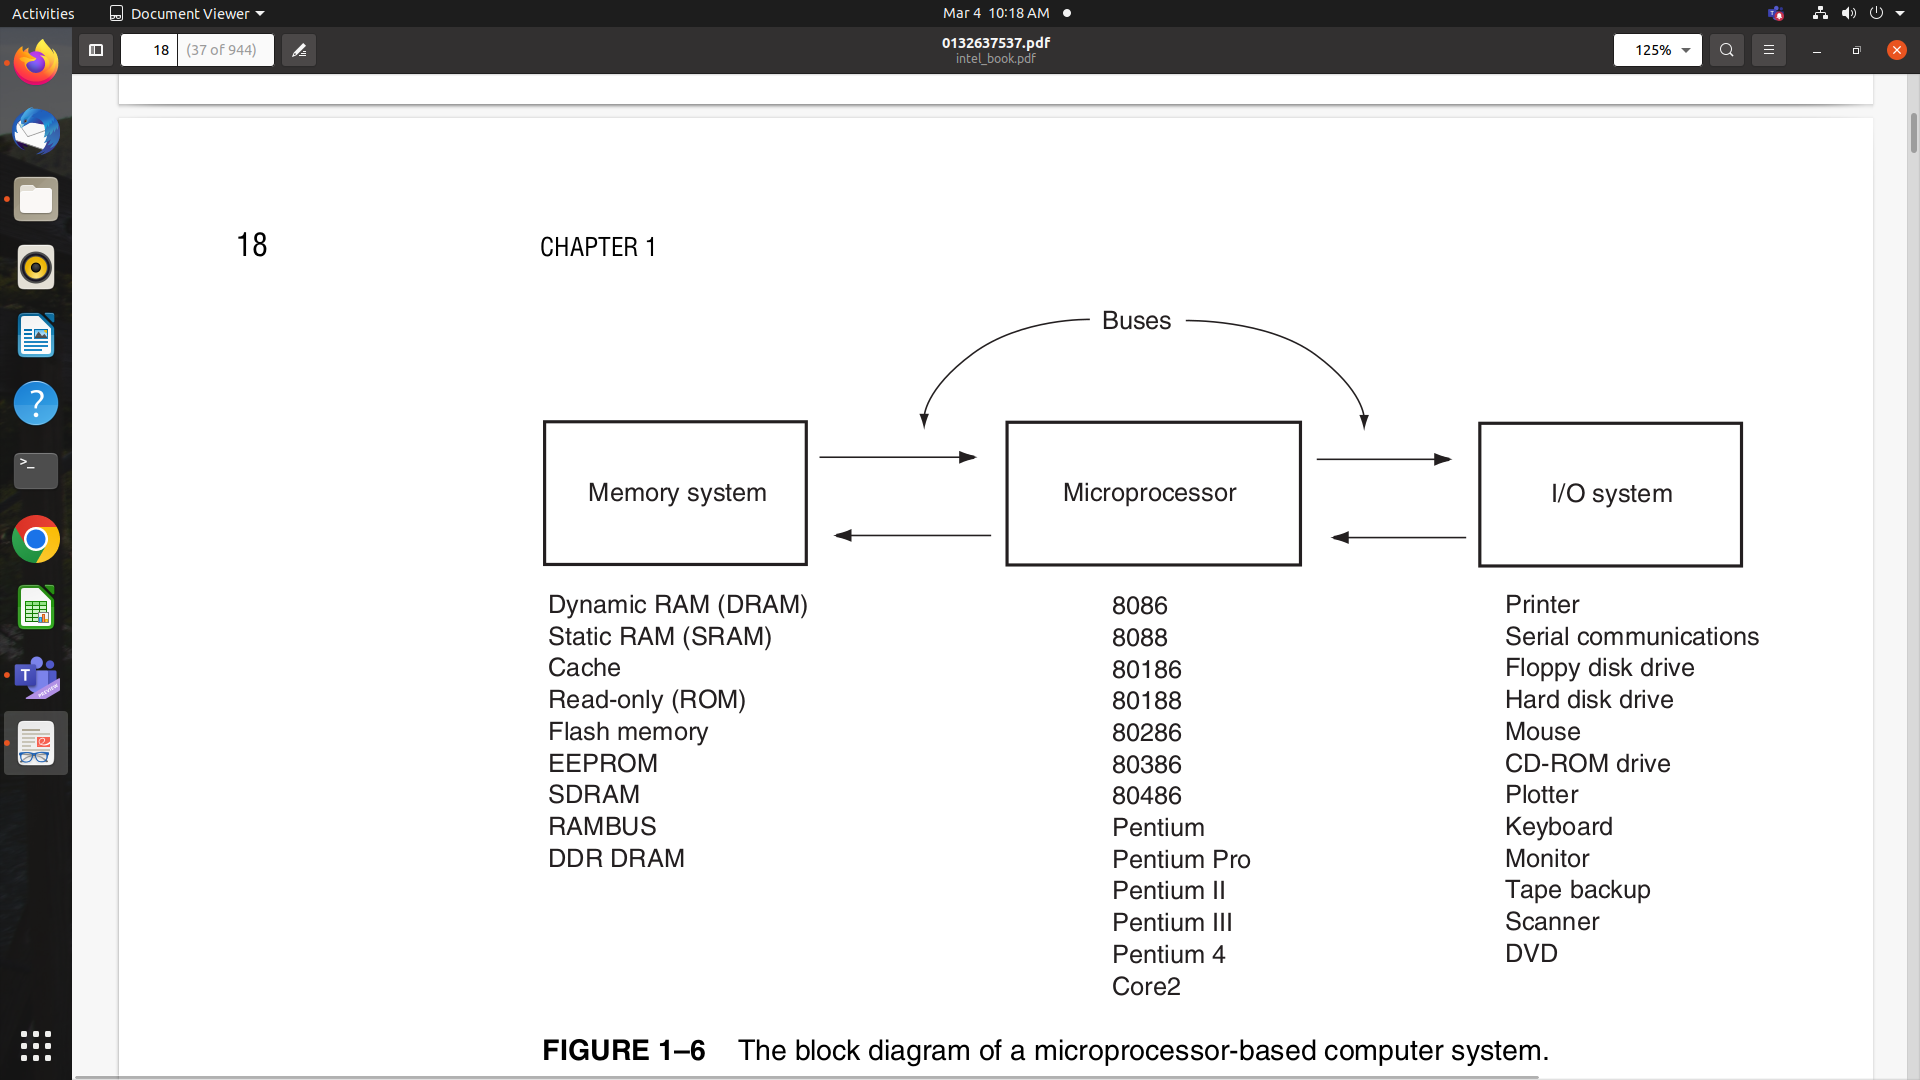 Activities
Document Viewer
Mar 4 10:18 AM
18
(37 of 944)
0132637537.pdf
intel_book.pdf
125%
18
CHAPTER 1
Buses
Memory system
Microprocessor
I/O system
Dynamic RAM (DRAM)
Static RAM (SRAM)
Cache
Read-only (ROM)
Flash memory
EEPROM
SDRAM
RAMBUS
DDR DRAM
8086
8088
80186
80188
80286
80386
80486
Pentium
Pentium Pro
Pentium II
Pentium III
Pentium 4
Core2
Printer
Serial communications
Floppy disk drive
Hard disk drive
Mouse
CD-ROM drive
Plotter
Keyboard
Monitor
Tape backup
Scanner
DVD
FIGURE 1–6 The block diagram of a microprocessor-based computer system.